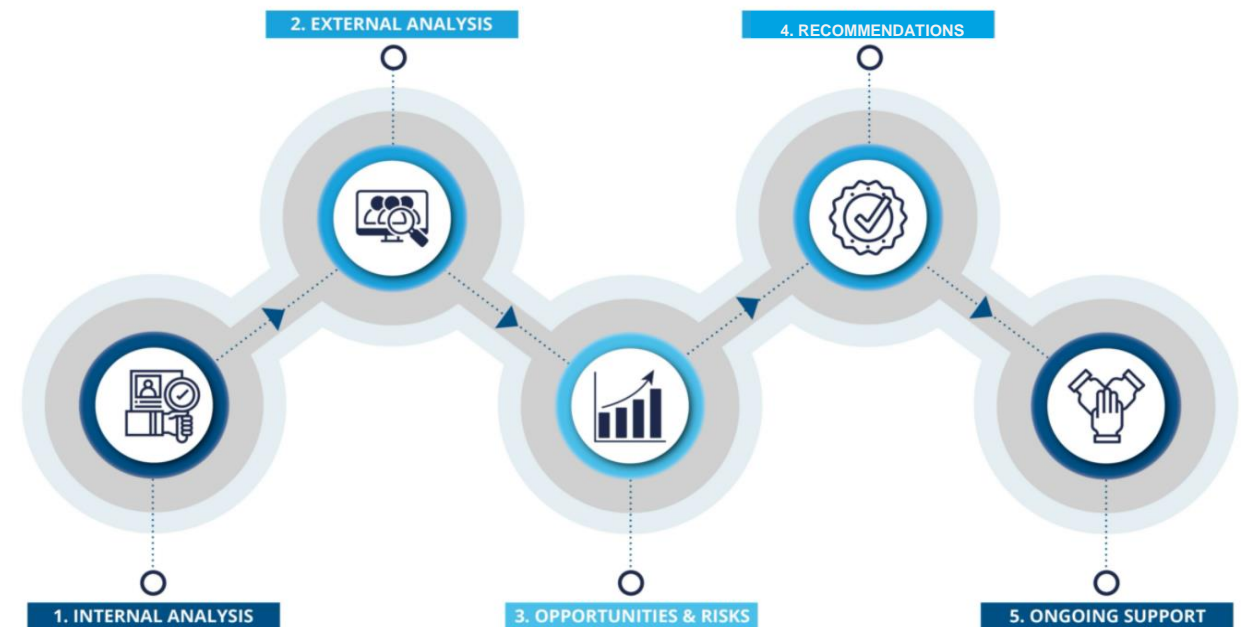 2. EXTERNAL ANALYSIS
4. RECOMMENDATIONS
1. INTERNAL ANALYSIS
3. OPPORTUNITIES & RISKS
5. ONGOING SUPPORT